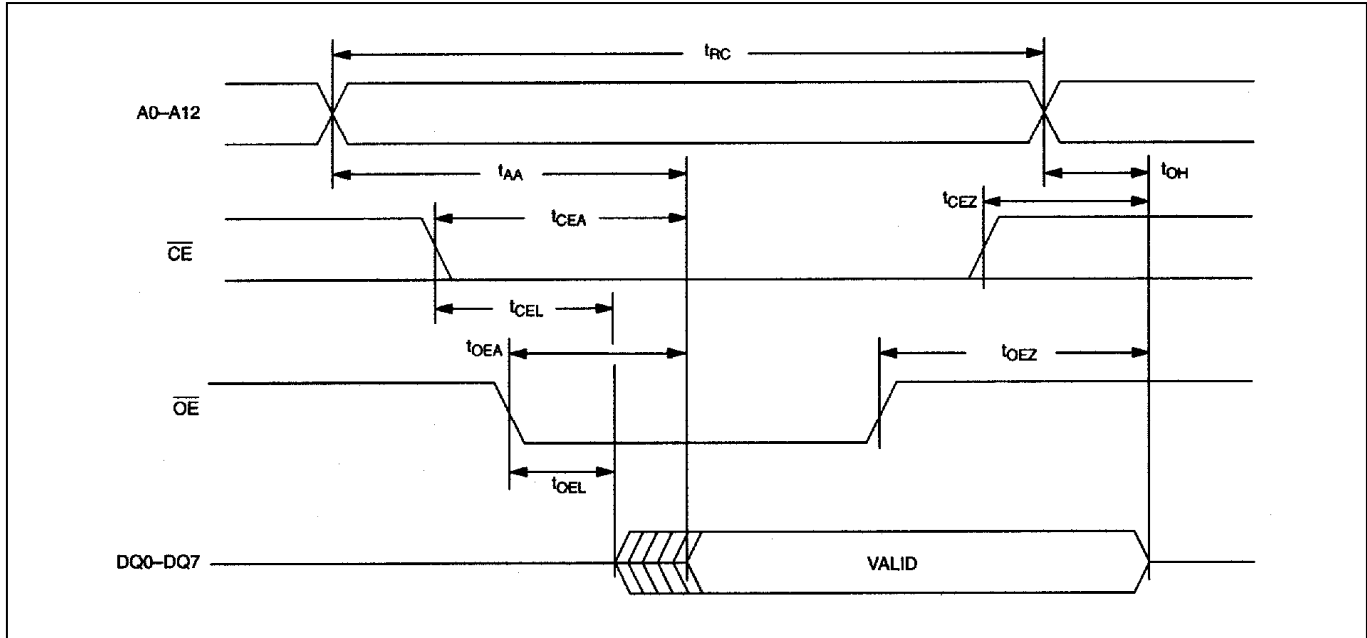 tRC
A0–A12
tAA
tOH
tCEZ
tCEA
CE
tCEL
tOEA
tOEZ
OE
tOEL
DQ0–DQ7
VALID